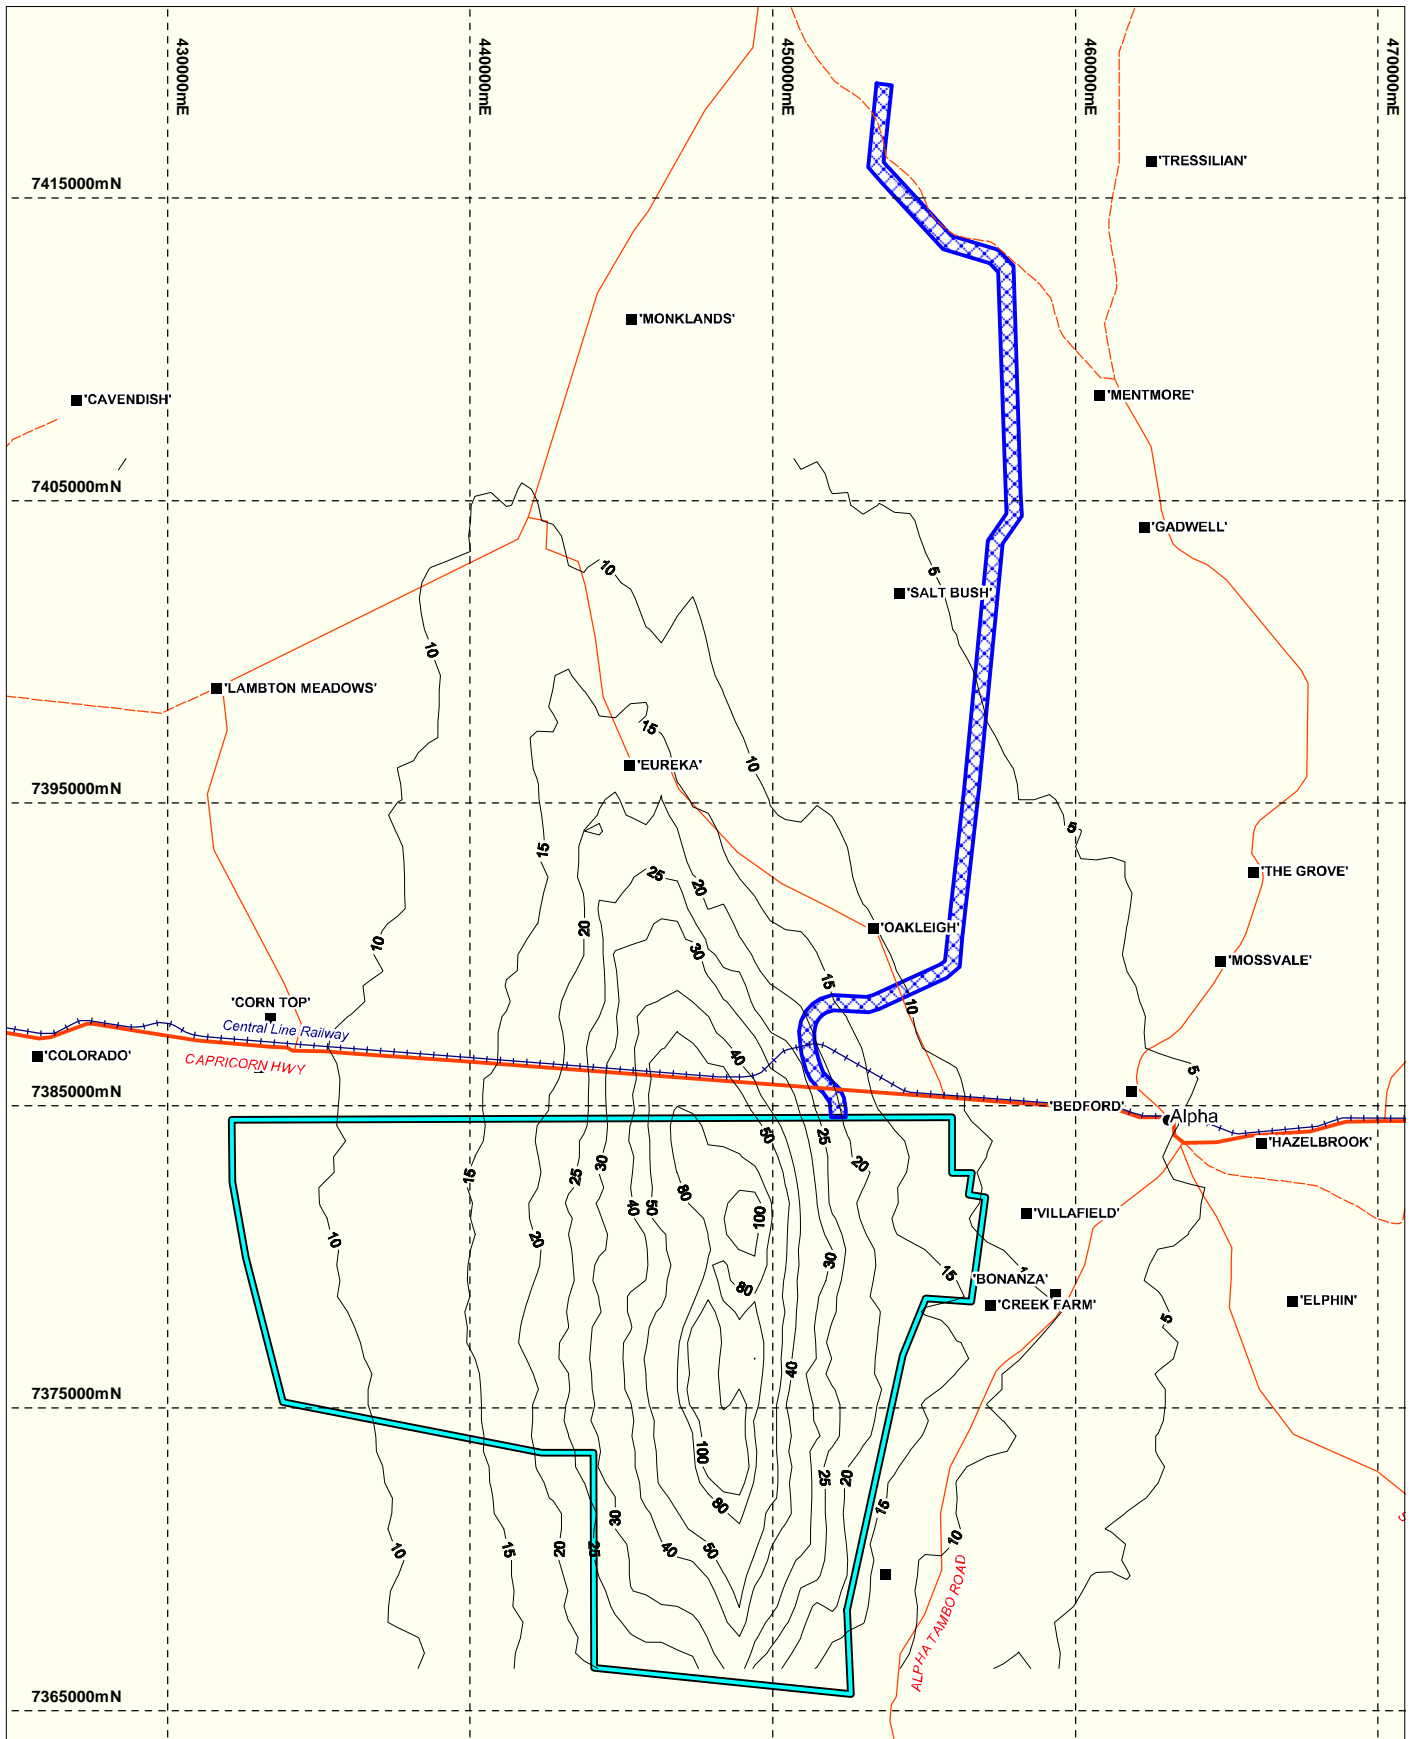 430000mE
440000mE
450000mE
460000mE
470000mE
'TRESSILIAN'
7415000mN
'MONKLANDS'
'CAVENDISH'
'MENTMORE'
7405000mN
'GADWELL'
10
5
'SALT BUSH'
10
'LAMBTON MEADOWS'
15
'EUREKA'
10
7395000mN
5
15
'THE GROVE'
25
20
20
'OAKLEIGH'
10
30
'MOSSVALE'
15
'CORN TOP'
10
Central Line Railway
'COLORADO'
40
CAPRICORN HWY
5
7385000mN
'BEDFORD'
Alpha
50
25
'HAZELBROOK'
30
20
15
25
80
40
50
100
'VILLAFIELD'
10
20
30
15
'BONANZA'
80
'CREEK FARM'
'ELPHIN'
5
40
7375000mN
100
25
20
80
15
30
10
10
15
20
25
40
50
ALPHA TAMBO ROAD
7365000mN